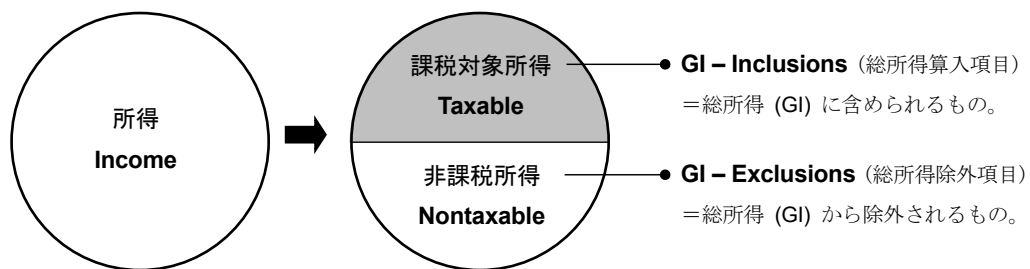 所得
Income
課税対象所得
Taxable
非課税所得
Nontaxable
GI – Inclusions（総所得算入項目）
＝総所得 (GI) に含められるもの。
GI – Exclusions（総所得除外項目）
＝総所得 (GI) から除外されるもの。